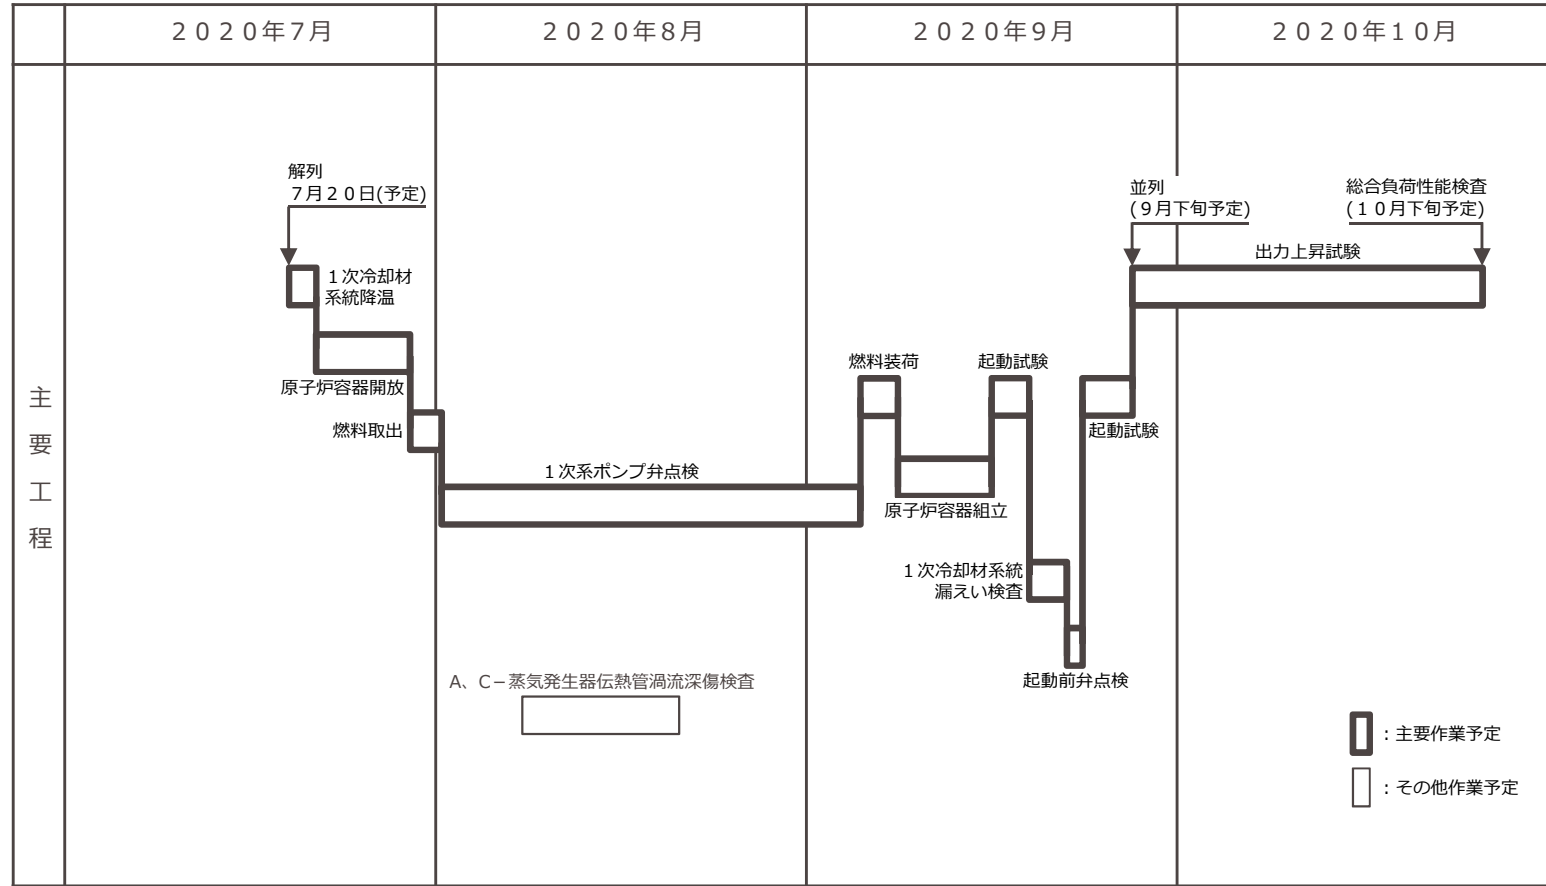 ２０２０年7月
２０２０年8月
２０２０年9月
２０２０年１０月
主要工程
解列
７月２０日(予定)
１次冷却材
系統降温
原子炉容器開放
燃料取出
１次系ポンプ弁点検
燃料装荷
原子炉容器組立
起動試験
１次冷却材系統
漏えい検査
起動前弁点検
起動試験
並列
(９月下旬予定)
出力上昇試験
総合負荷性能検査
(１０月下旬予定)
A、C－蒸気発生器伝熱管渦流深傷検査
：主要作業予定
：その他作業予定